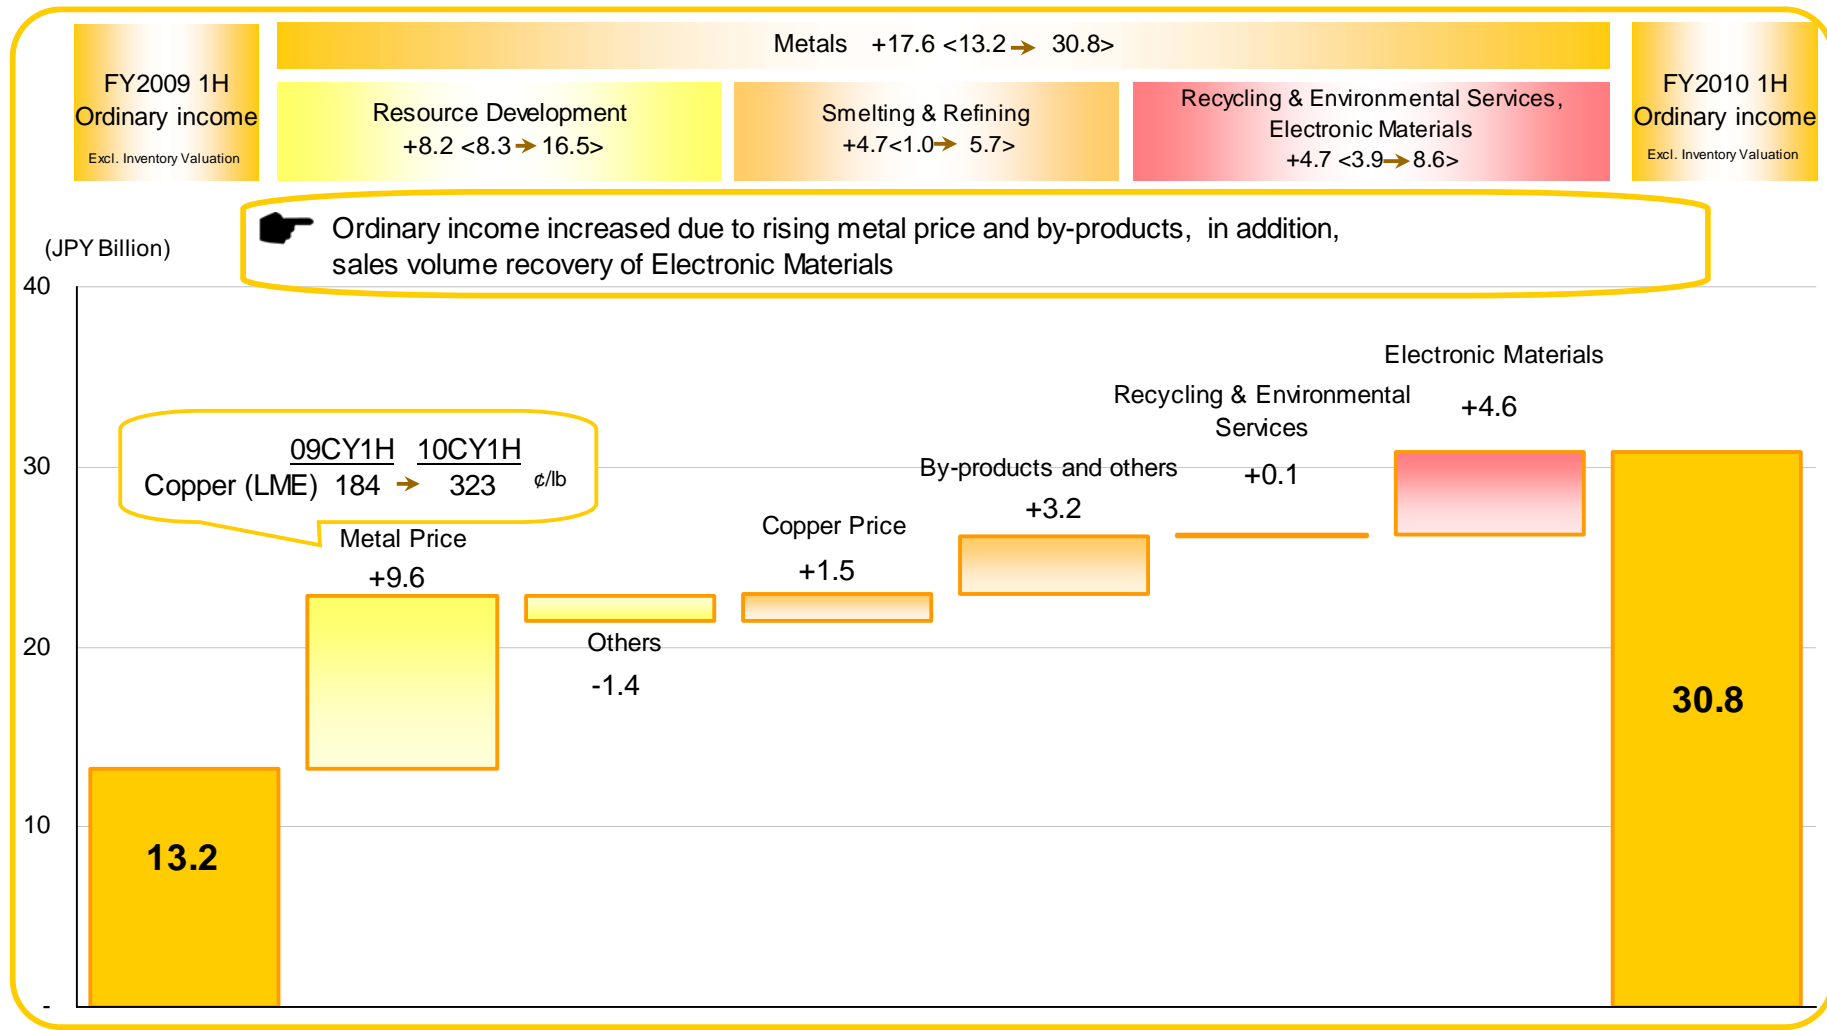 Metals +17.6 <13.2 → 30.8>
FY2009 1H
Ordinary income
Excl. Inventory Valuation
Resource Development
+8.2 <8.3 → 16.5>
Smelting & Refining
+4.7<1.0→ 5.7>
Recycling & Environmental Services,
Electronic Materials
+4.7 <3.9→8.6>
FY2010 1H
Ordinary income
Excl. Inventory Valuation
Ordinary income increased due to rising metal price and by-products, in addition,
sales volume recovery of Electronic Materials
(JPY Billion)
40
30
20
10
-
09CY1H 10CY1H
Copper (LME) 184 → 323 ¢/lb
Metal Price
+9.6
Others
-1.4
Copper Price
+1.5
By-products and others
+3.2
Recycling & Environmental
Services
+0.1
Electronic Materials
+4.6
13.2
30.8